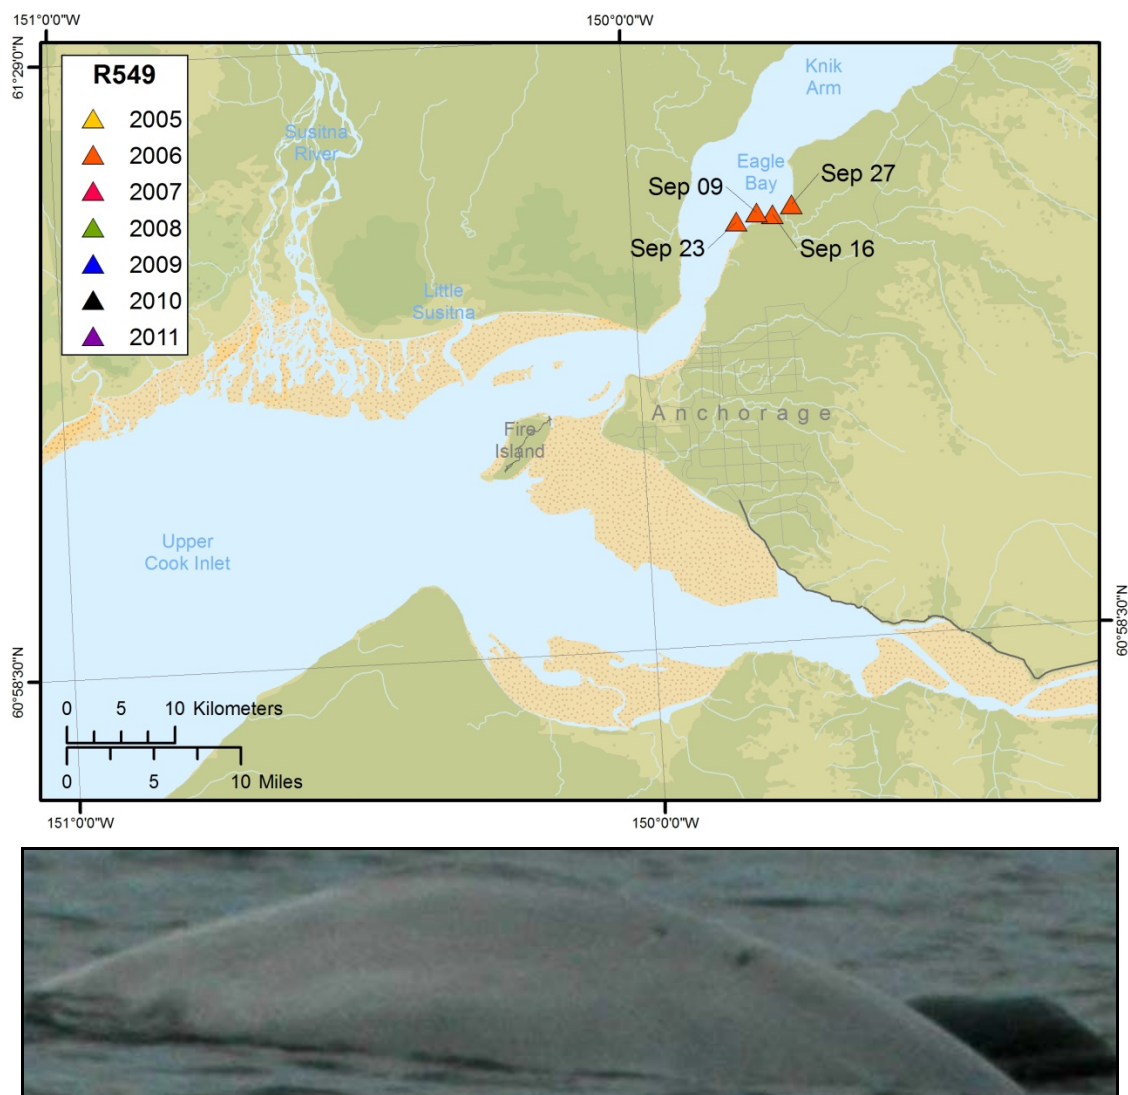 151°0'0"W
150°0'0"W
61°29'0"N
R549
2005
2006
2007
2008
2009
2010
2011
Susitna
River
Knik
Arm
Eagle
Bay
Sep 09
Sep 27
Sep 23
Sep 16
Little
Susitna
Anchorage
Fire
Island
Upper
Cook Inlet
60°58'30"N
60°58'30"N
0 5 10 Kilometers
0 5 10 Miles
151°0'0"W
150°0'0"W